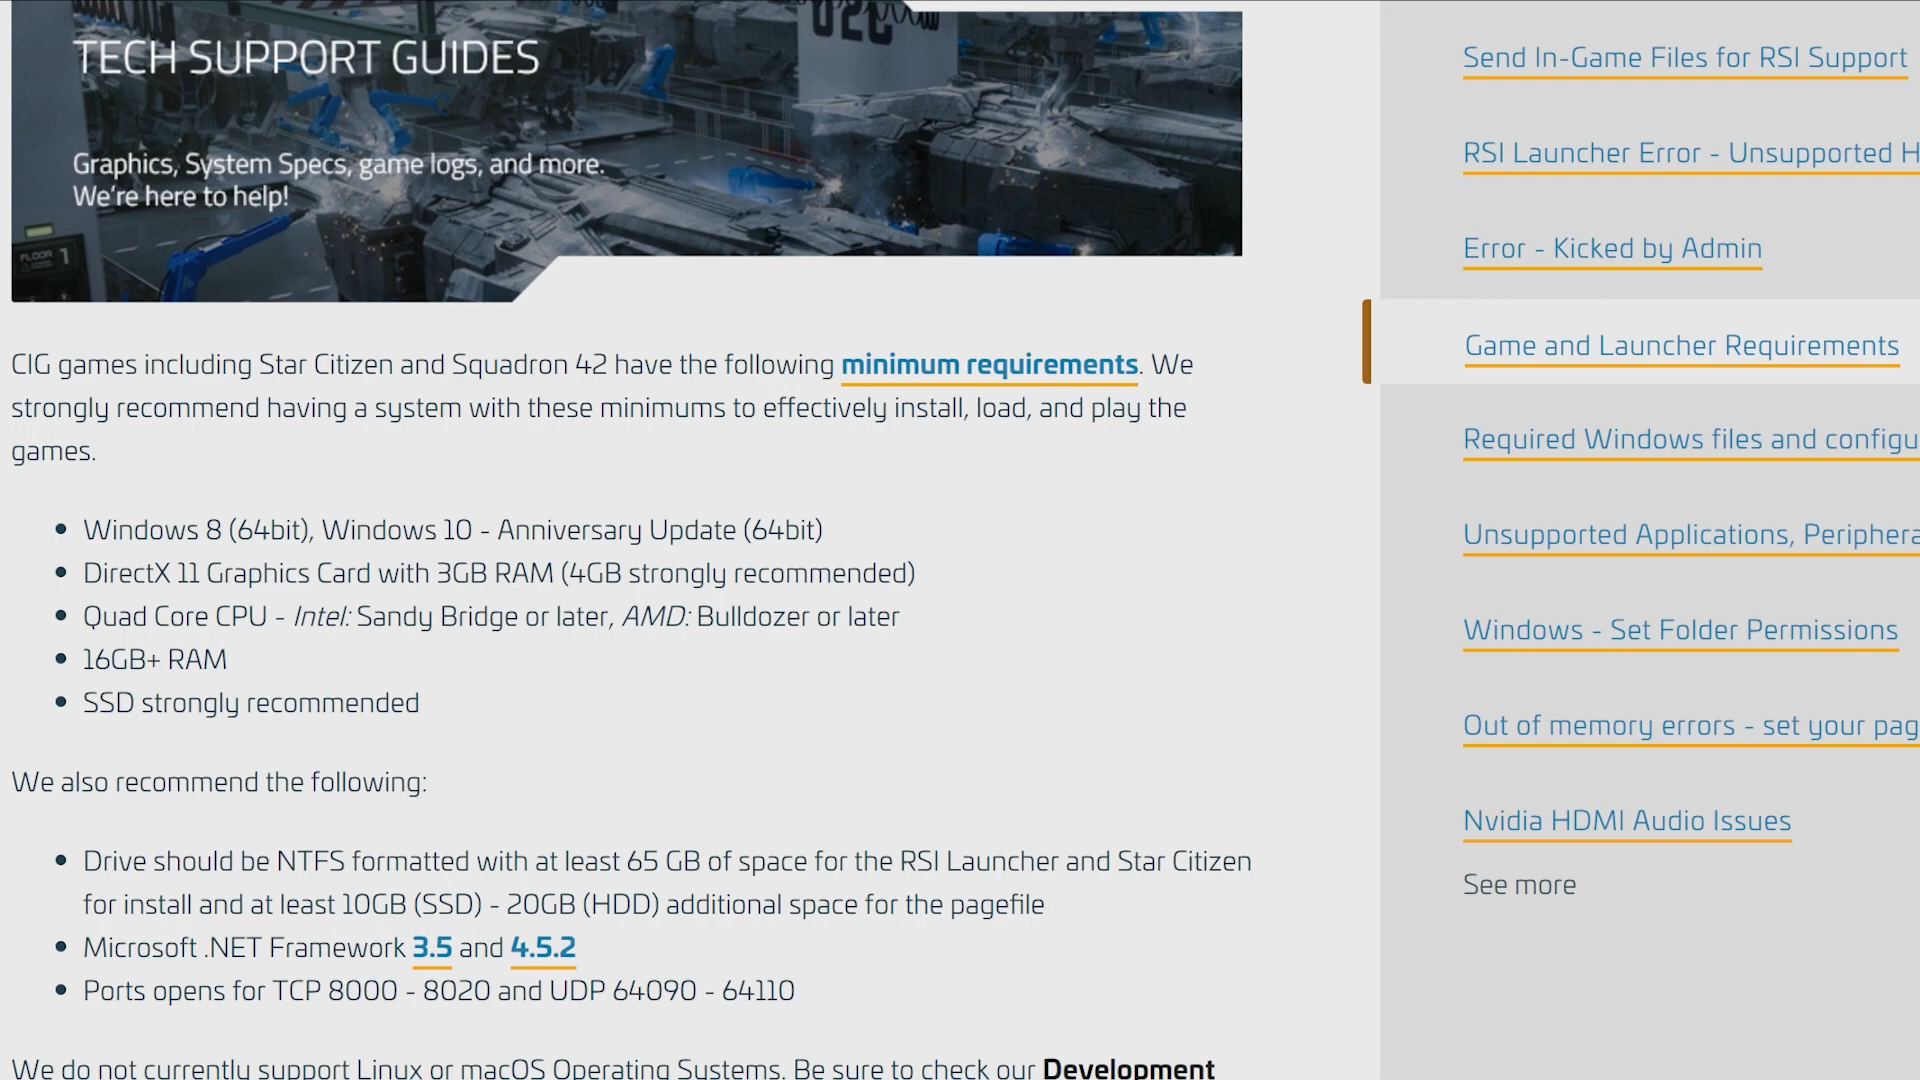 U2C
TECH SUPPORT GUIDES
Graphics, System Specs, game logs, and more.
We're here to help!
FLOOR 1
CIG games including Star Citizen and Squadron 42 have the following minimum requirements. We
strongly recommend having a system with these minimums to effectively install, load, and play the
games.
Windows 8 (64bit), Windows 10 - Anniversary Update (64bit)
DirectX 11 Graphics Card with 3GB RAM (4GB strongly recommended)
Quad Core CPU - Intel: Sandy Bridge or later, AMD: Bulldozer or later
16GB+ RAM
SSD strongly recommended
We also recommend the following:
Drive should be NTFS formatted with at least 65 GB of space for the RSI Launcher and Star Citizen
for install and at least 10GB (SSD) - 20GB (HDD) additional space for the pagefile
Microsoft .NET Framework 3.5 and 4.5.2
Ports opens for TCP 8000 - 8020 and UDP 64090 - 64110
We do not currently support Linux or macOS Operating Systems. Be sure to check our Development
Send In-Game Files for RSI Support
RSI Launcher Error - Unsupported H
Error - Kicked by Admin
Game and Launcher Requirements
Required Windows files and configu
Unsupported Applications, Periphera
Windows - Set Folder Permissions
Out of memory errors - set your pag
Nvidia HDMI Audio Issues
See more